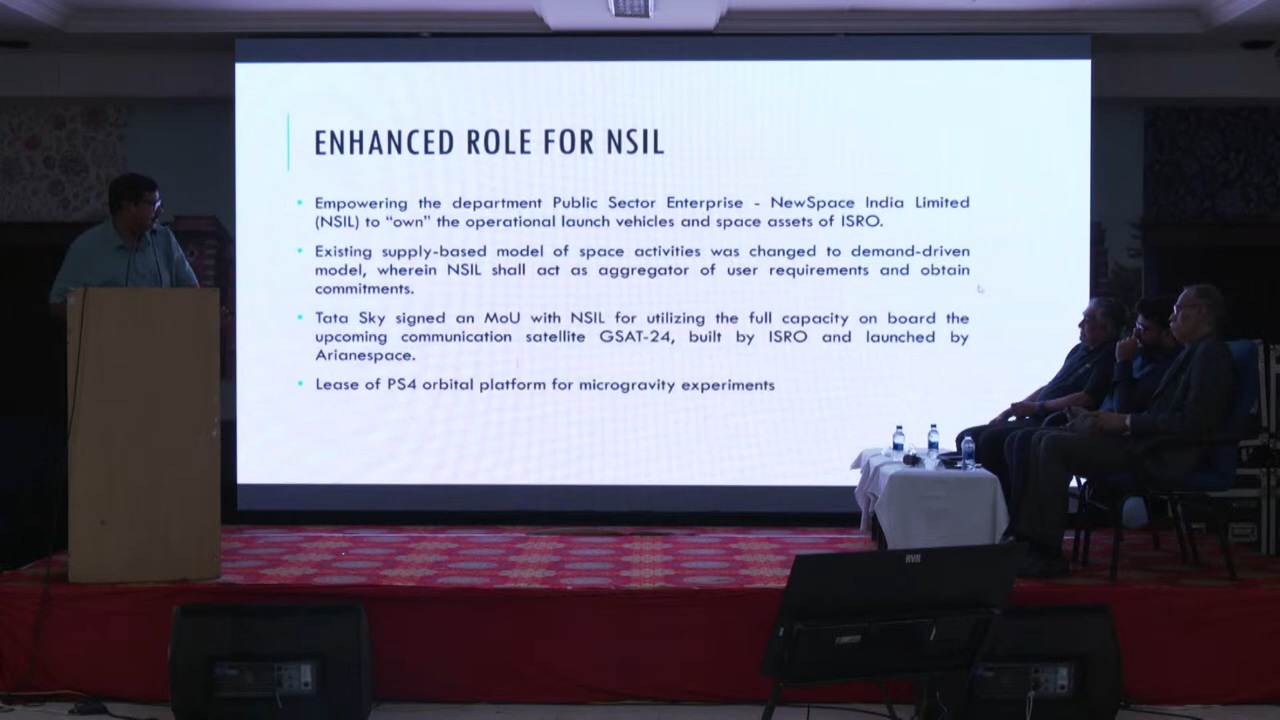 ENHANCED ROLE FOR NSIL
• Empowering the department Public Sector Enterprise - NewSpace India Limited
(NSIL) to “own” the operational launch vehicles and space assets of ISRO.
• Existing supply-based model of space activities was changed to demand-driven
model, wherein NSIL shall act as aggregator of user requirements and obtain
commitments.
• Tata Sky signed an MoU with NSIL for utilizing the full capacity on board the
upcoming communication satellite GSAT-24, built by ISRO and launched by
Arianespace.
• Lease of PS4 orbital platform for microgravity experiments